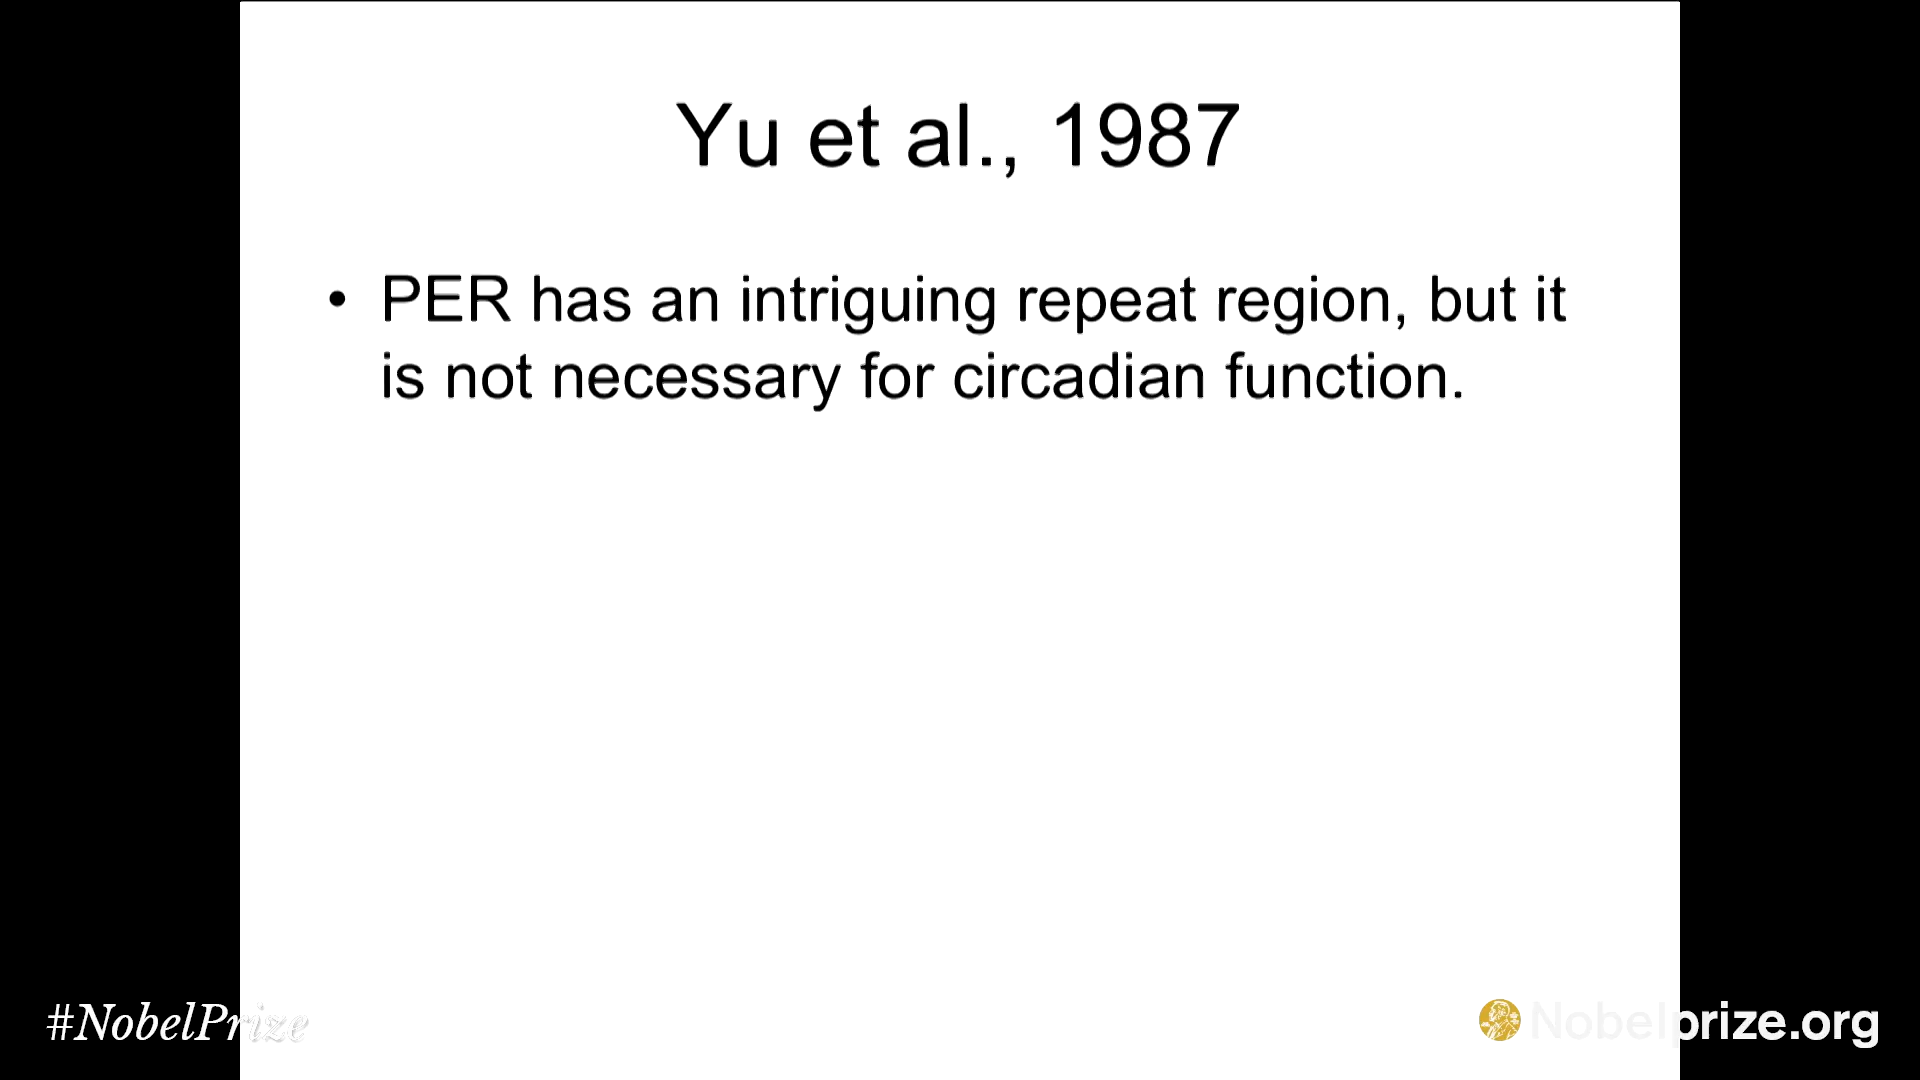 Yu et al., 1987
• PER has an intriguing repeat region, but it
is not necessary for circadian function.
#NobelPrize
Nobelprize.org